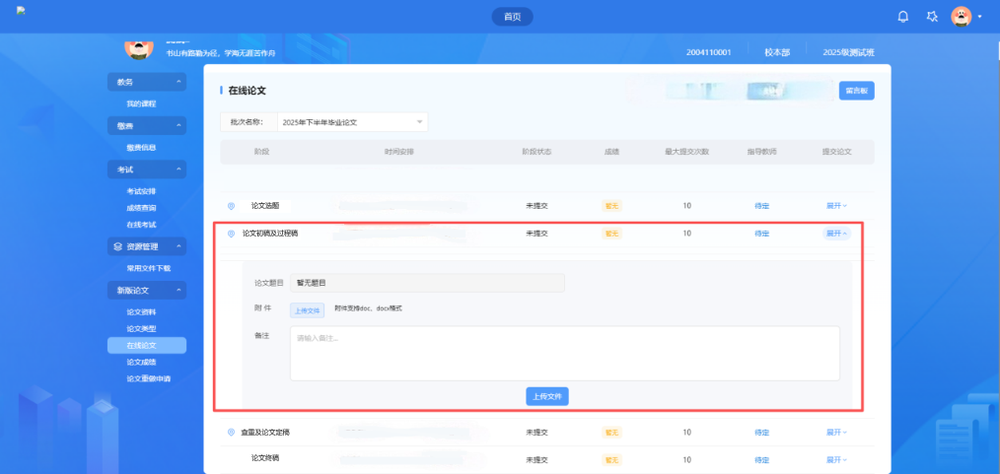 首页
书山有路勤为径，学海无涯苦作舟
2004110001 校本部 2025级测试班
教务
我的课程
缴费
缴费信息
考试
考试安排
成绩查询
在线考试
资源管理
常用文件下载
新版论文
论文资料
论文类型
在线论文
论文成绩
论文重做申请
在线论文
留言板
批次名称： 2025年下半年毕业论文
阶段 时间安排 阶段状态 成绩 最大提交次数 指导教师 提交论文
论文选题 未提交 暂无 10 待定 展开
论文初稿及过程稿 未提交 暂无 10 待定 展开
论文题目 暂无题目
附 件 上传文件 附件支持doc、docx格式
备注 请输入备注...
上传文件
查重及论文定稿 未提交 暂无 10 待定 展开
论文终稿 未提交 暂无 10 待定 展开